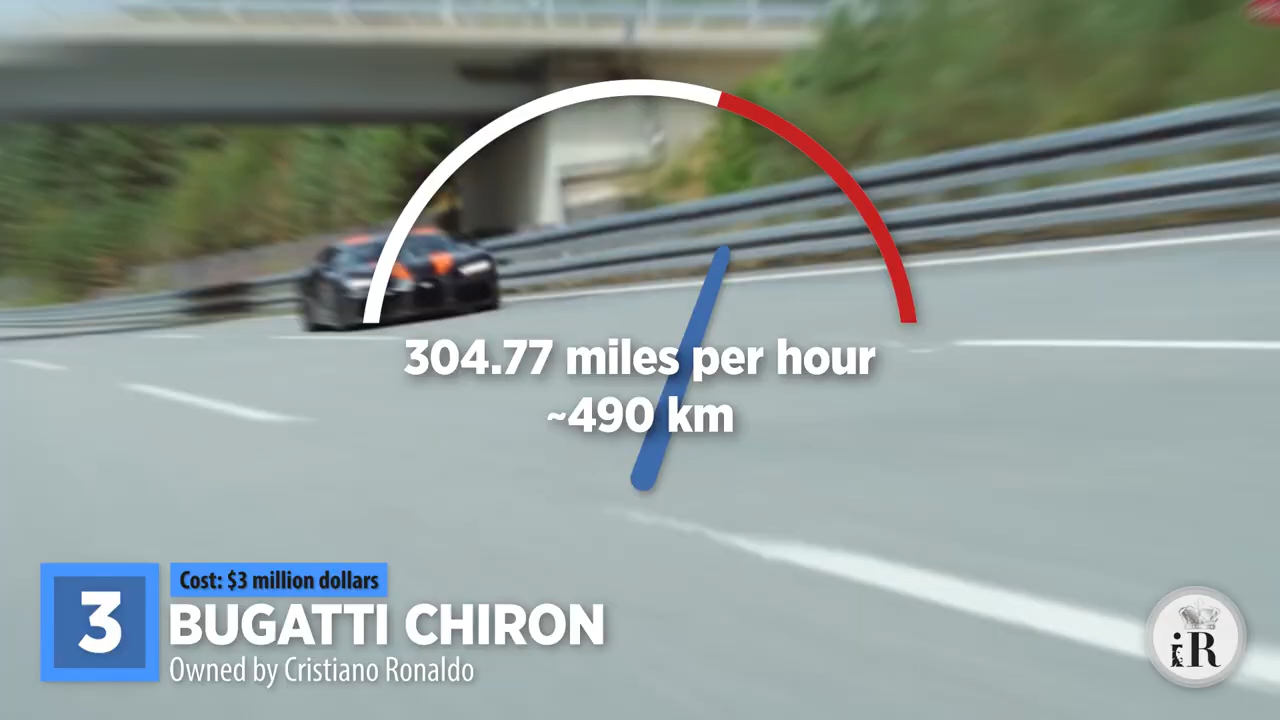 304.77 miles per hour
~490 km
3
Cost: $3 million dollars
BUGATTI CHIRON
Owned by Cristiano Ronaldo
iR